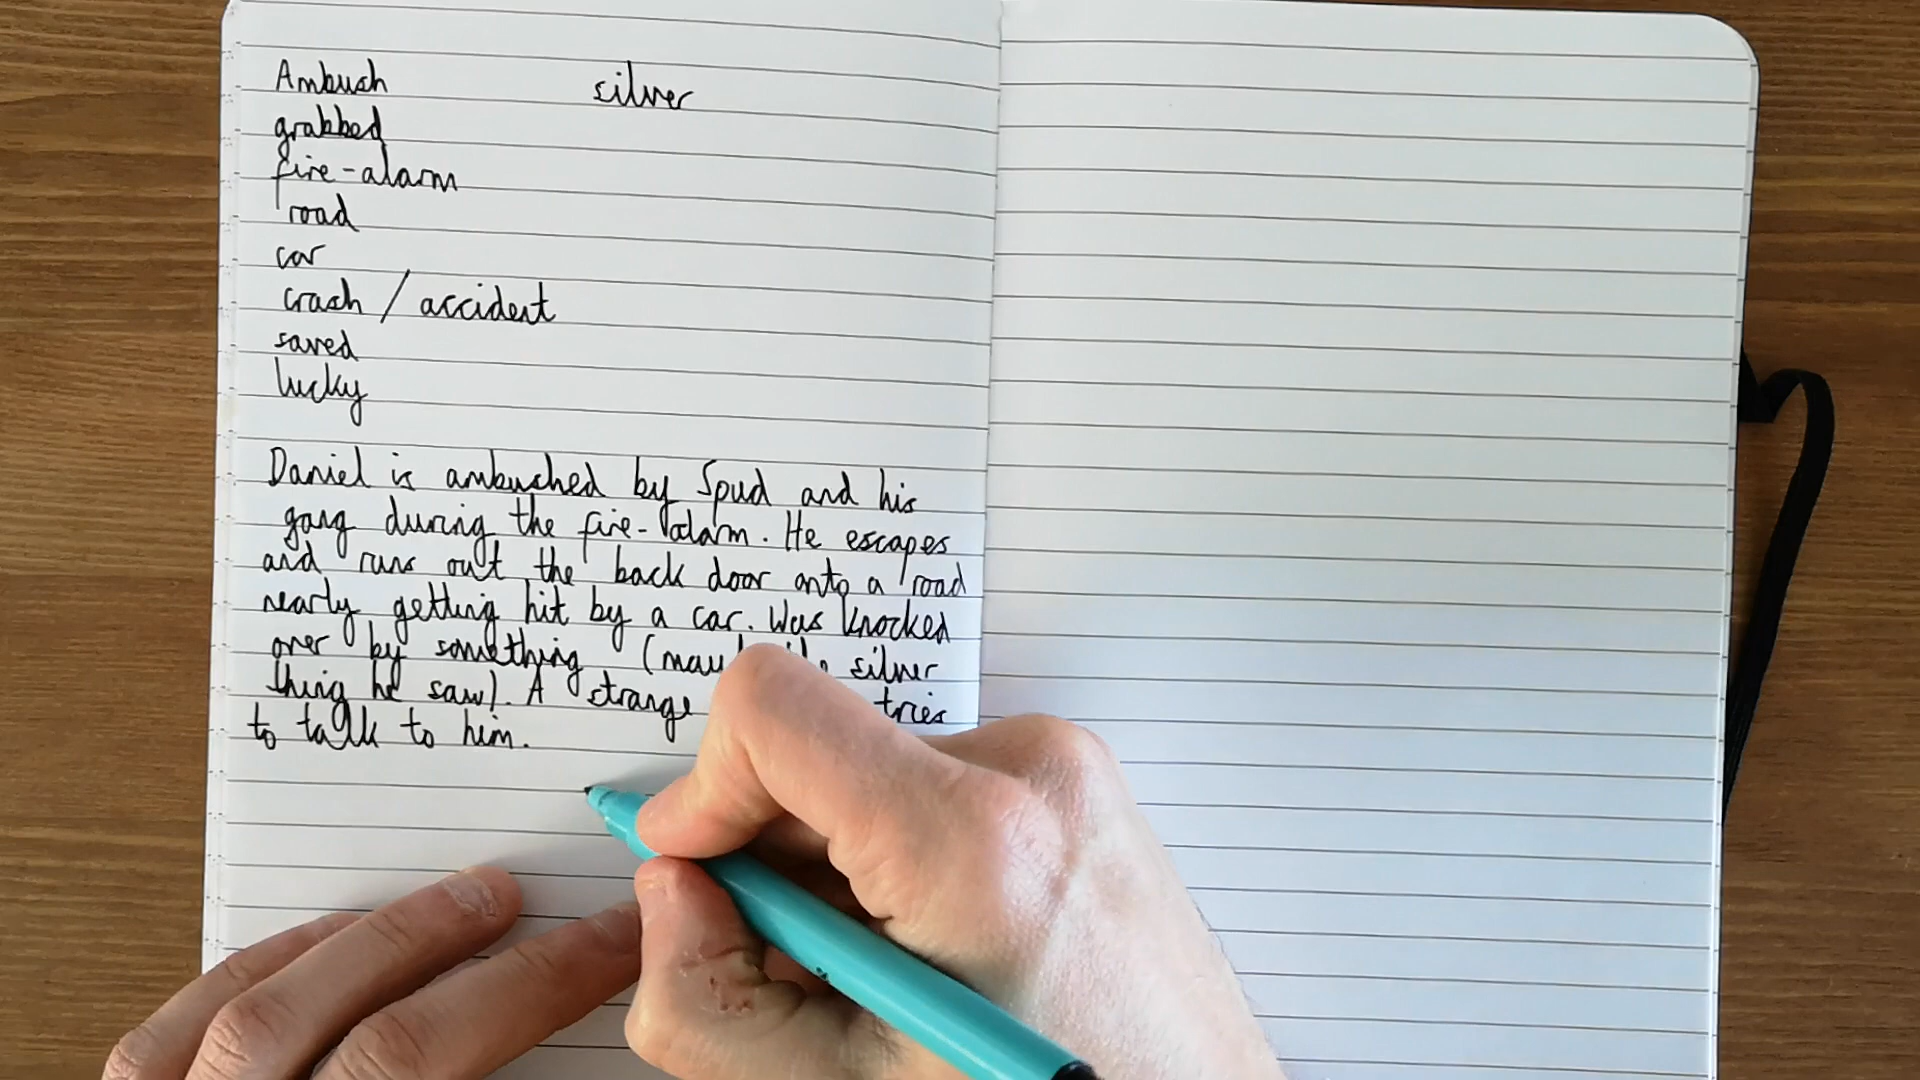 Ambush silver
grabbed
fire-alarm
road
car
crash / accident
saved
lucky
Daniel is ambushed by Spud and his
gang during the fire-alarm. He escapes
and runs out the back door onto a road
nearly getting hit by a car. Was knocked
over by something silver
thing he saw). A strange tries
to talk to him.